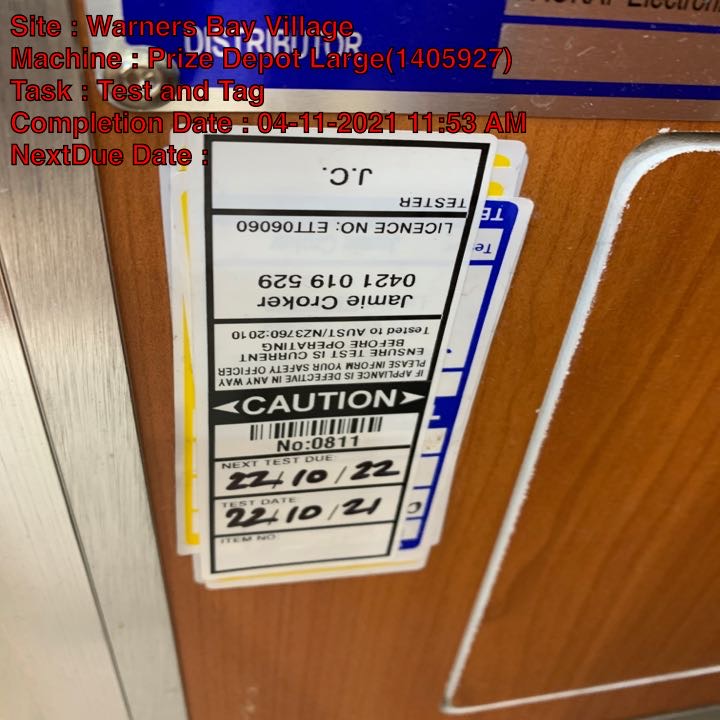 Site : Warners Bay Village
Machine : Prize Depot Large(1405927)
Task : Test and Tag
Completion Date : 04-11-2021 11:53 AM
NextDue Date :
DISTRIBUTOR
J.C.
TESTER
LICENCE NO: ETT06060
0421 019 529
Jamie Croker
Tested to AUST/NZ3760:2010
BEFORE OPERATING
ENSURE TEST IS CURRENT
PLEASE INFORM YOUR SAFETY OFFICER
IF APPLIANCE IS DEFECTIVE IN ANY WAY
CAUTION
No:0811
NEXT TEST DUE:
22/10/22
TEST DATE:
22/10/21
ITEM NO.